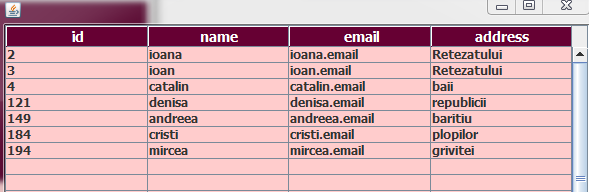 id name email address
2 ioana ioana.email Retezatului
3 ioan ioan.email Retezatului
4 catalin catalin.email baii
121 denisa denisa.email republicii
149 andreea andreea.email baritiu
184 cristi cristi.email plopilor
194 mircea mircea.email grivitei